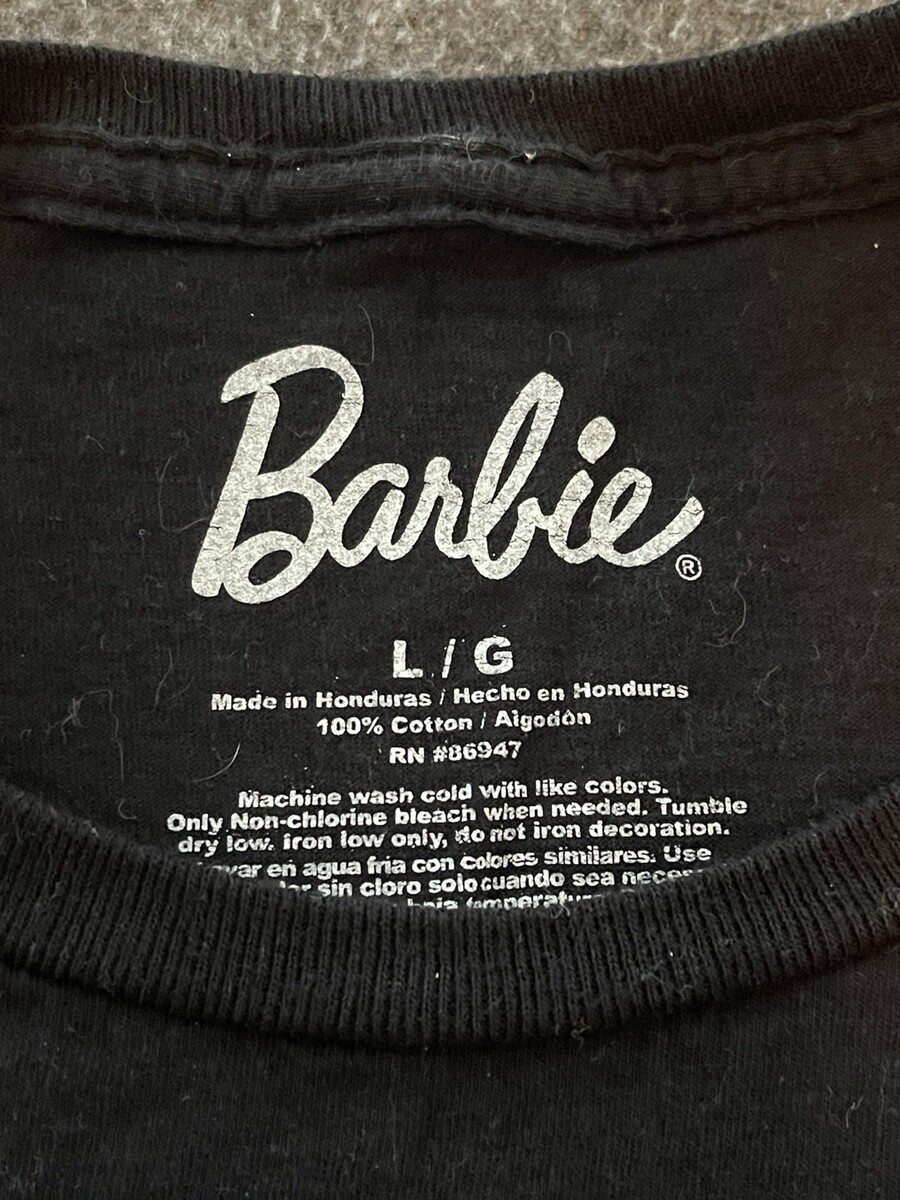 Barbie®
L / G
Made in Honduras / Hecho en Honduras
100% Cotton / Algodón
RN #86947
Machine wash cold with like colors.
Only Non-chlorine bleach when needed. Tumble
dry low. Iron low only, do not iron decoration.
en agua fria con colores similares. Use
sin cloro solo cuando sea